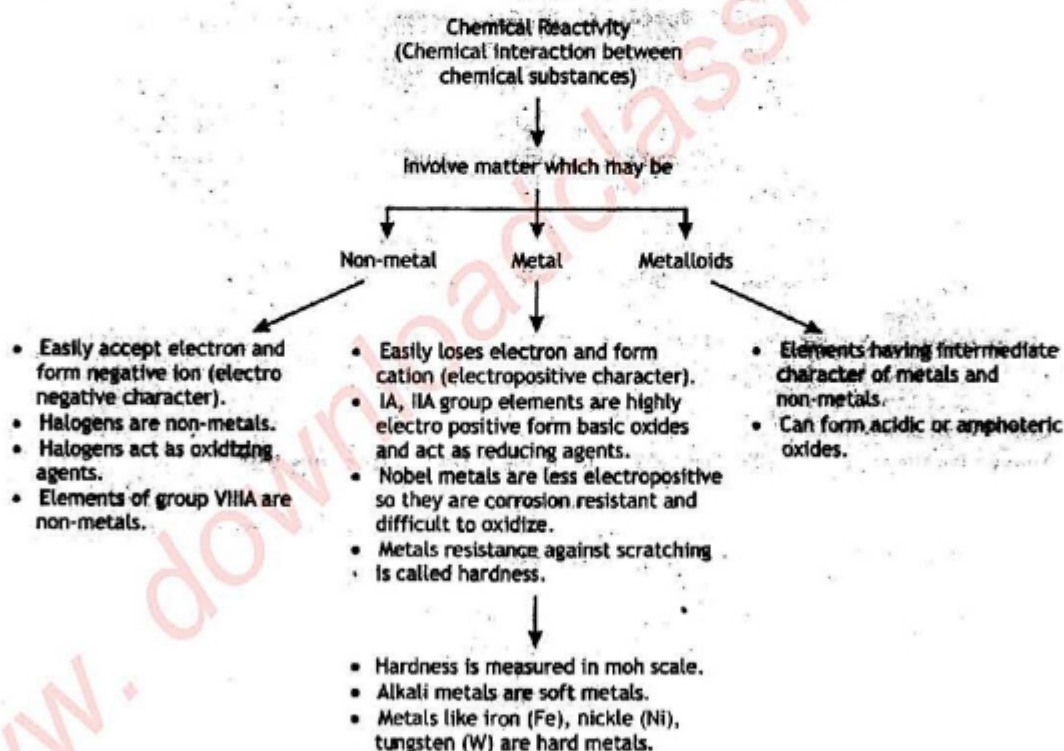 Chemical Reactivity
(Chemical interaction between
chemical substances)
Involve matter which may be
Non-metal
Metal
Metalloids
• Easily accept electron and
form negative ion (electro
negative character).
• Halogens are non-metals.
• Halogens act as oxidizing
agents.
• Elements of group VIIIA are
non-metals.
• Easily loses electron and form
cation (electropositive character).
• IA, IIA group elements are highly
electro positive form basic oxides
and act as reducing agents.
• Nobel metals are less electropositive
so they are corrosion resistant and
difficult to oxidize.
• Metals resistance against scratching
is called hardness.
• Elements having intermediate
character of metals and
non-metals.
• Can form acidic or amphoteric
oxides.
• Hardness is measured in moh scale.
• Alkali metals are soft metals.
• Metals like iron (Fe), nickle (Ni),
tungsten (W) are hard metals.
www. downloadclass